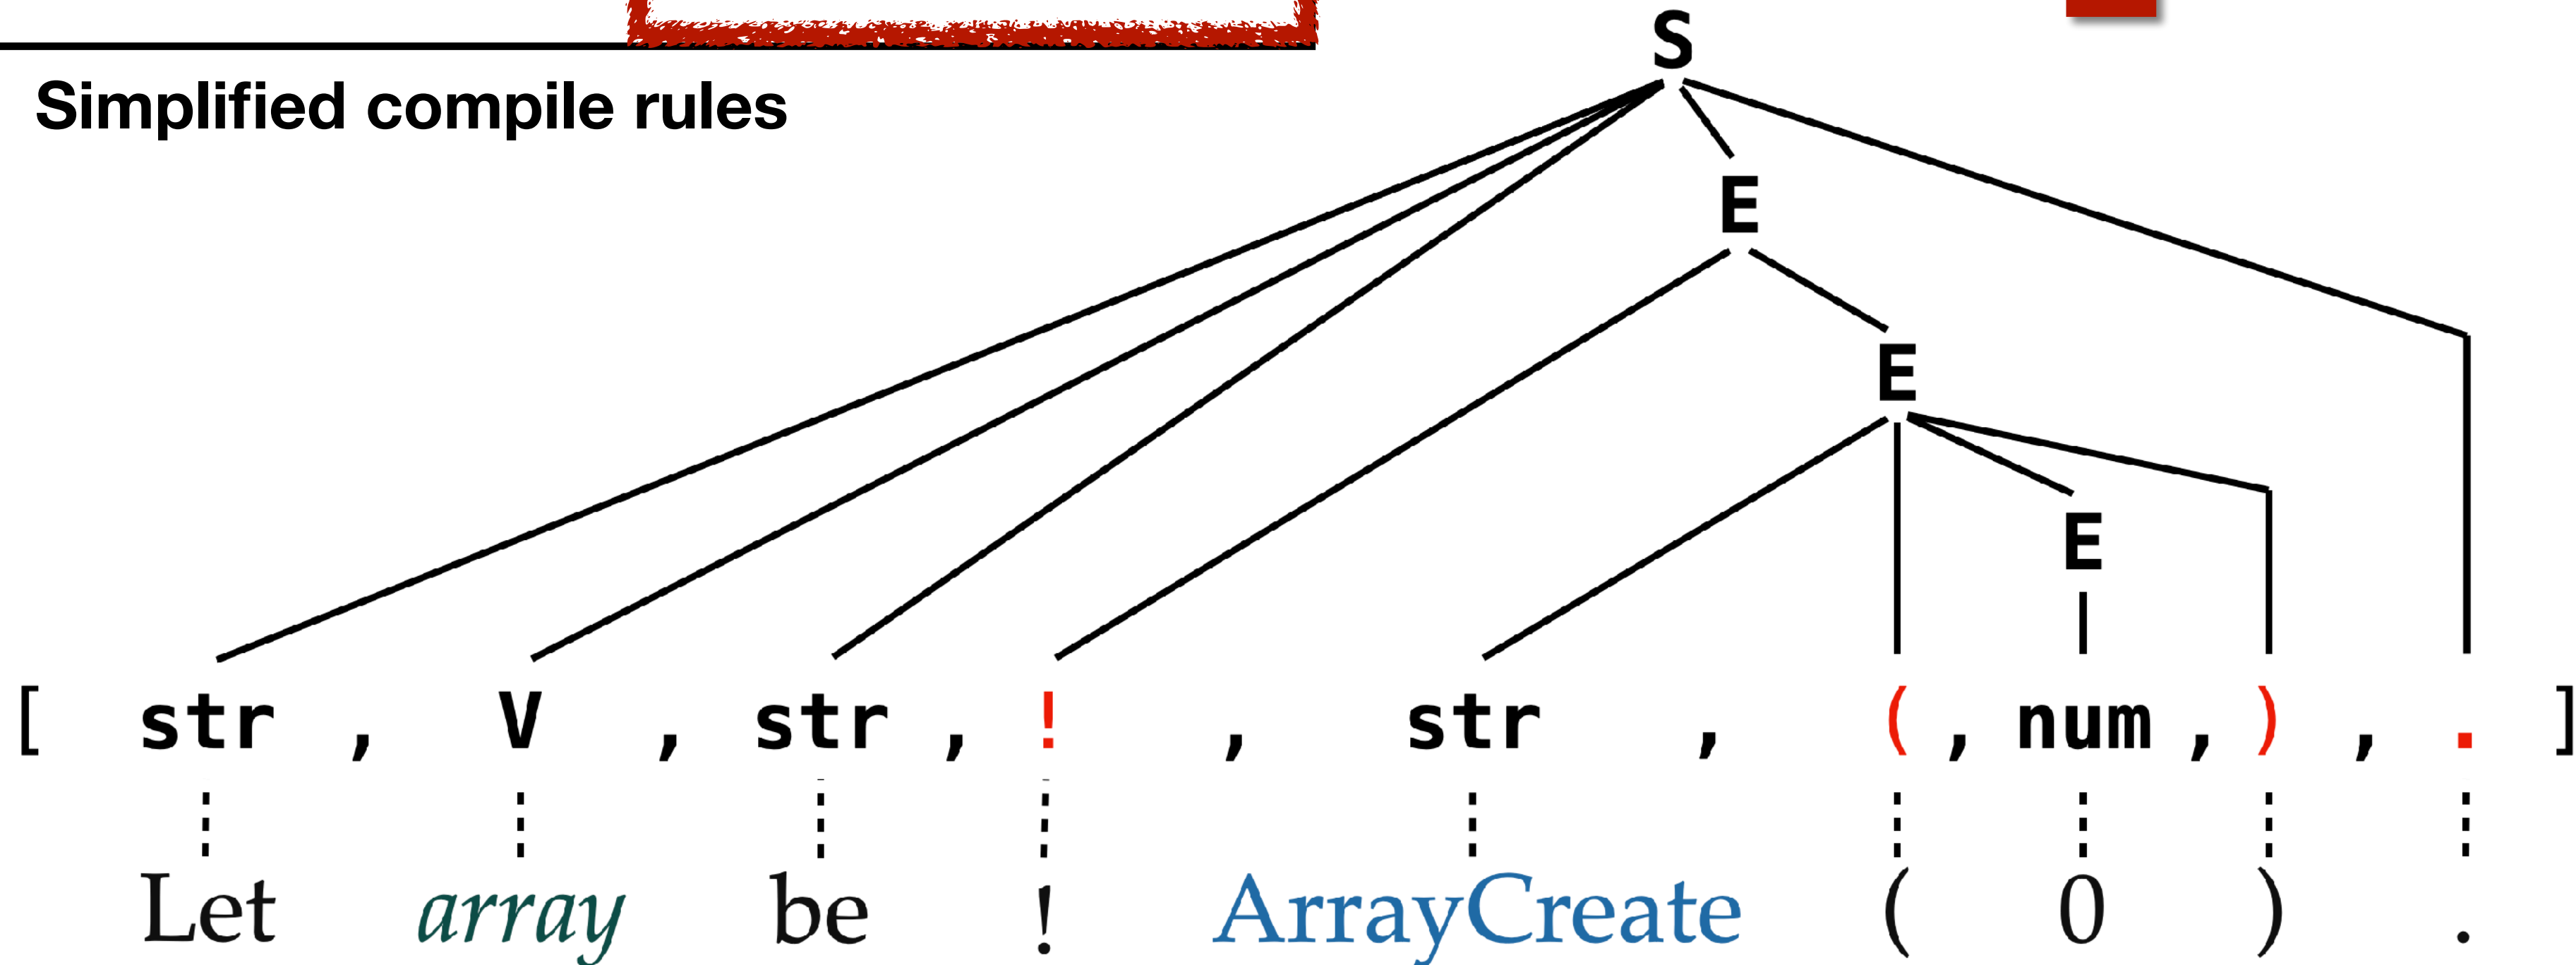 S
Simplified compile rules
E
E
E
[ str , V , str , ! , str , ( , num , ) , . ]
Let array be ! ArrayCreate ( 0 ) .